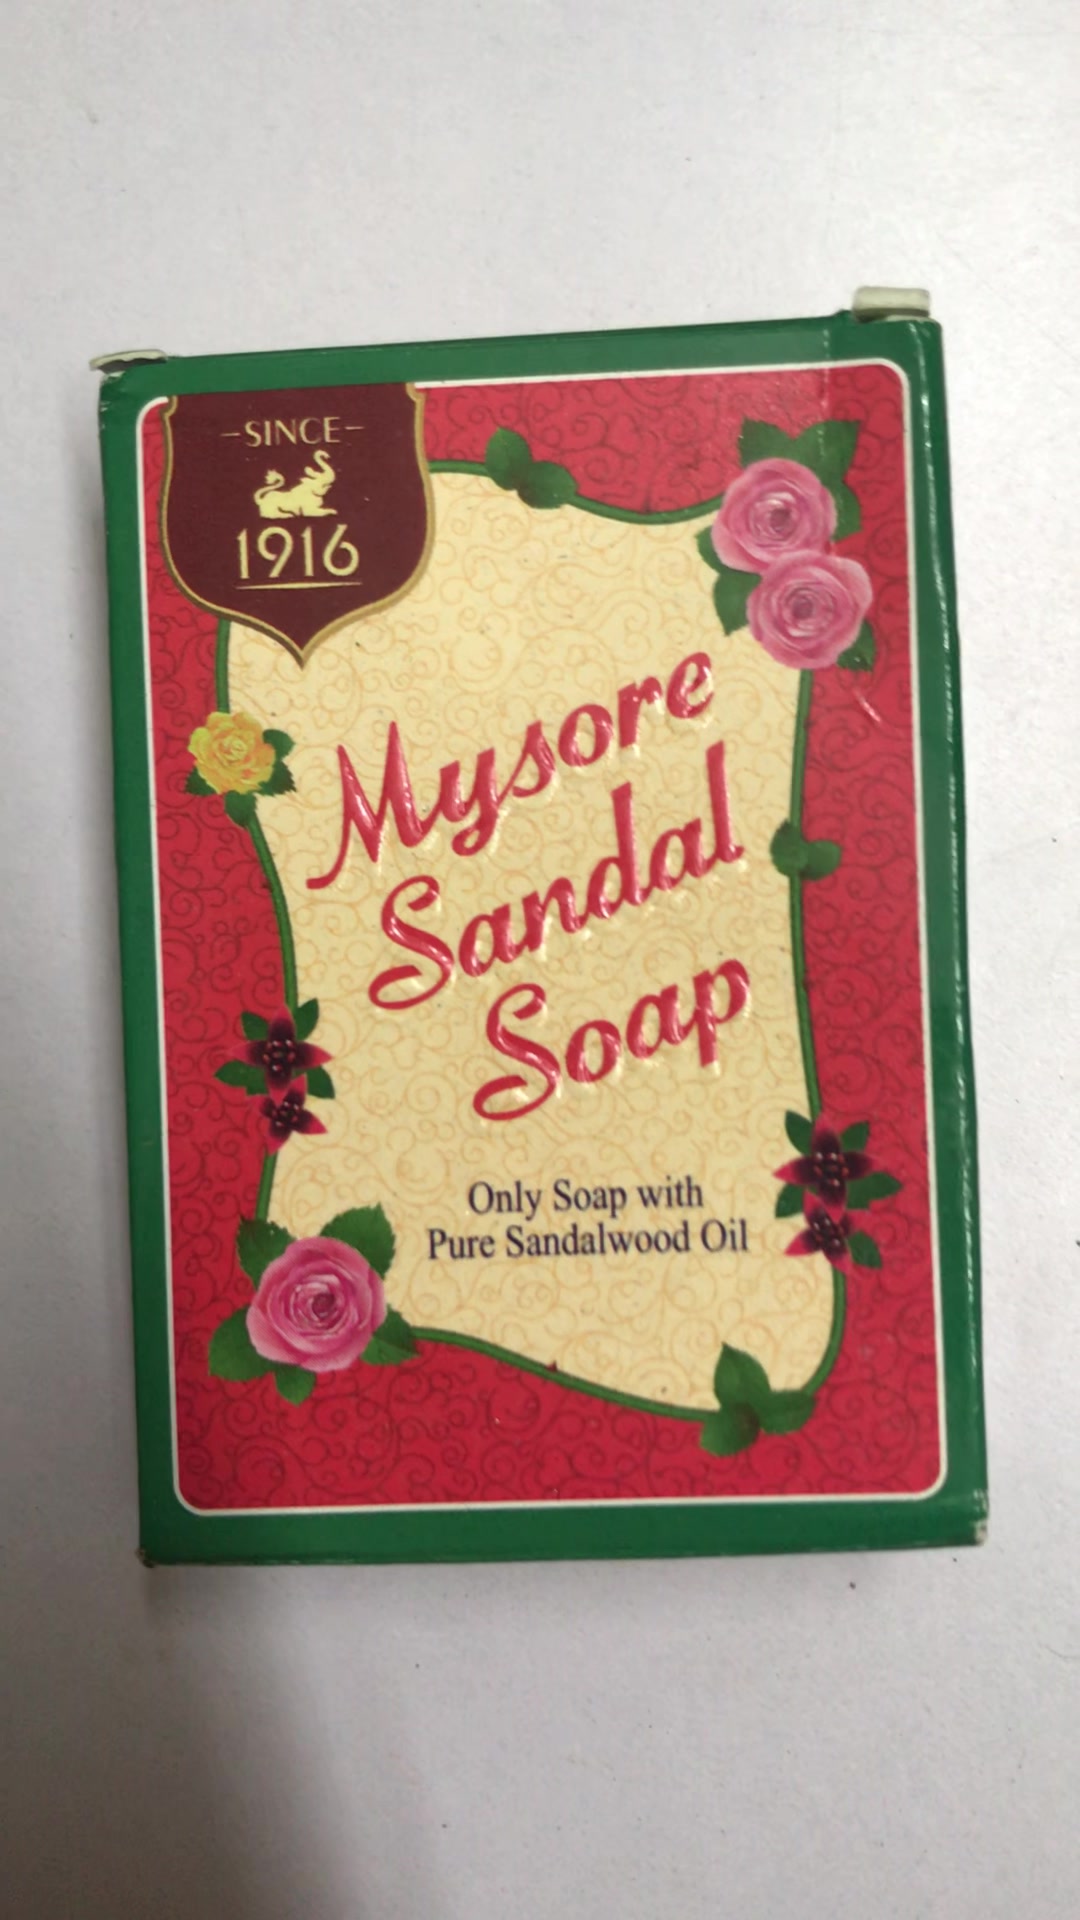 -SINCE-
1916
Mysore
Sandal
Soap
Only Soap with
Pure Sandalwood Oil